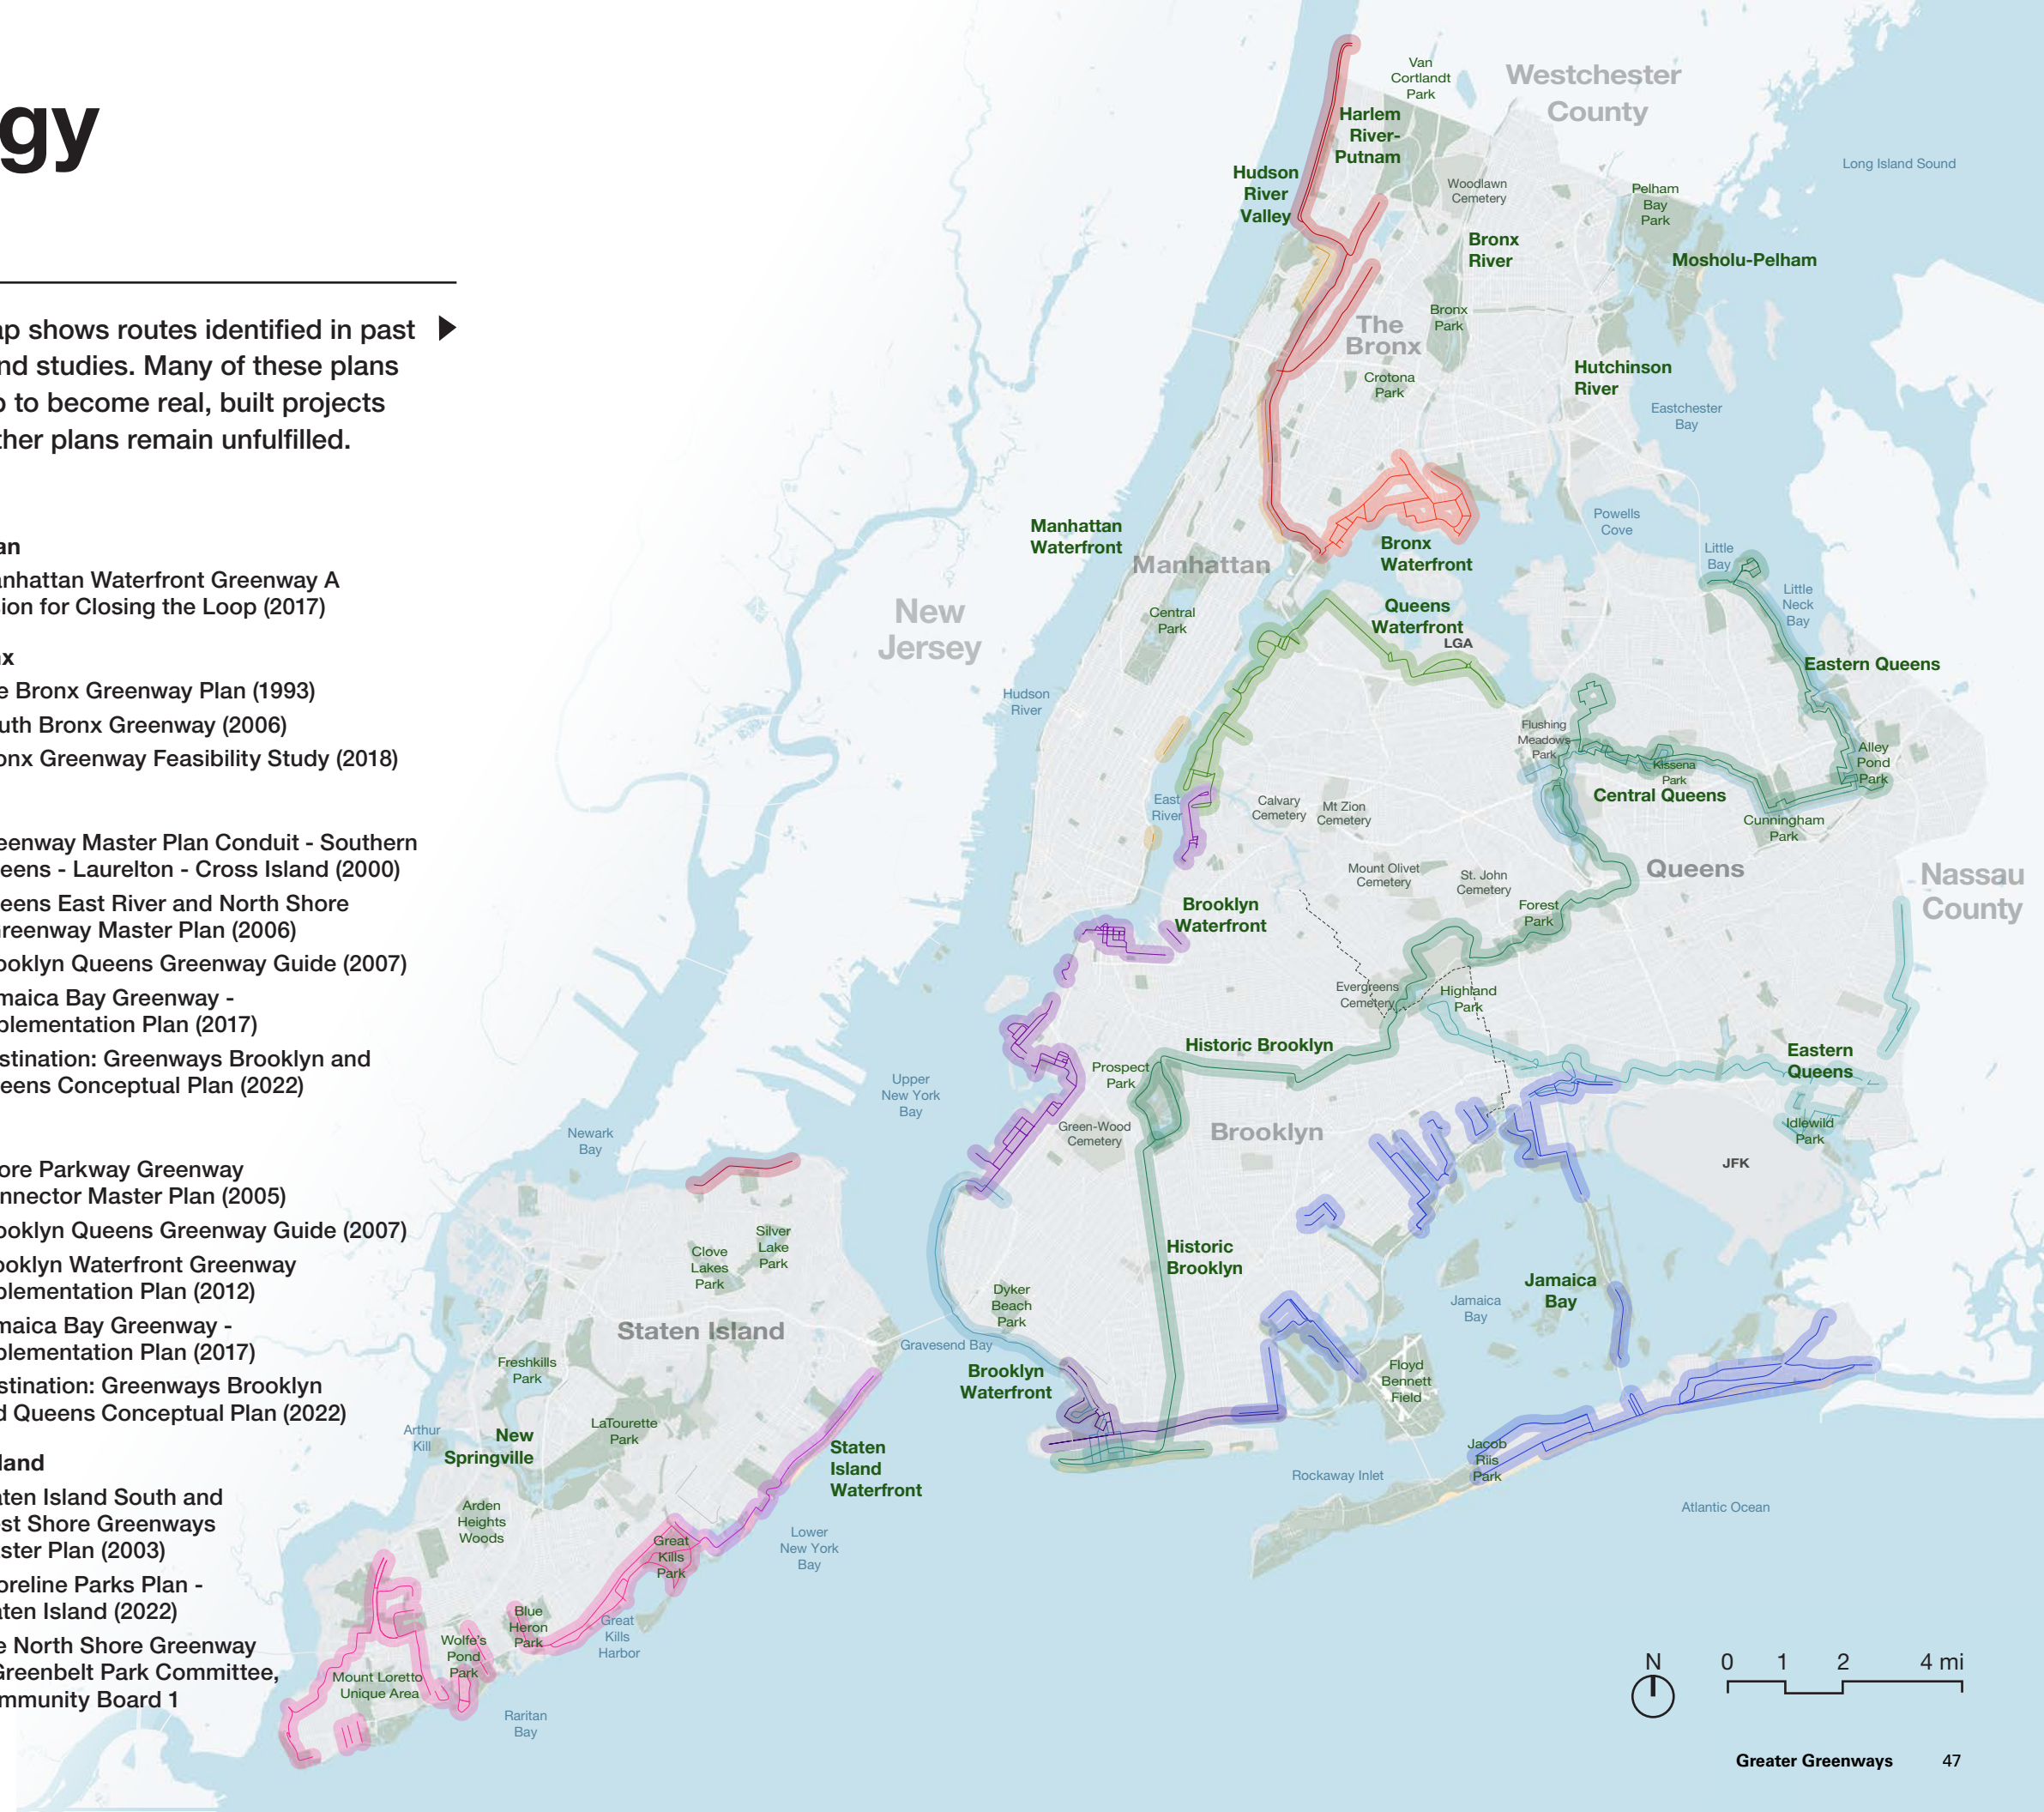 gy
ap shows routes identified in past
nd studies. Many of these plans
to become real, built projects
ther plans remain unfulfilled.
an
anhattan Waterfront Greenway A
sion for Closing the Loop (2017)
nx
e Bronx Greenway Plan (1993)
uth Bronx Greenway (2006)
onx Greenway Feasibility Study (2018)
eenway Master Plan Conduit - Southern
eens - Laurelton - Cross Island (2000)
eens East River and North Shore
reenway Master Plan (2006)
ooklyn Queens Greenway Guide (2007)
maica Bay Greenway -
plementation Plan (2017)
stination: Greenways Brooklyn and
ueens Conceptual Plan (2022)
ore Parkway Greenway
nnector Master Plan (2005)
ooklyn Queens Greenway Guide (2007)
ooklyn Waterfront Greenway
plementation Plan (2012)
maica Bay Greenway -
plementation Plan (2017)
stination: Greenways Brooklyn
d Queens Conceptual Plan (2022)
land
aten Island South and
est Shore Greenways
ster Plan (2003)
oreline Parks Plan -
aten Island (2022)
e North Shore Greenway
Greenbelt Park Committee,
mmunity Board 1
Van
Cortlandt
Park
Westchester
County
Harlem
River-
Putnam
Long Island Sound
Hudson
River
Valley
Woodlawn
Cemetery
Pelham
Bay
Park
Bronx
River
Mosholu-Pelham
Bronx
Park
The
Bronx
Crotona
Park
Hutchinson
River
Eastchester
Bay
Manhattan
Waterfront
Manhattan
Bronx
Waterfront
Powells
Cove
Little
Bay
Little
Neck
Bay
New
Jersey
Central
Park
Queens
Waterfront
LGA
Eastern Queens
Hudson
River
Flushing
Meadows
Park
Kissena
Park
Alley
Pond
Park
Central Queens
Cunningham
Park
East
River
Calvary
Cemetery
Mt Zion
Cemetery
Mount Olivet
Cemetery
St. John
Cemetery
Queens
Nassau
County
Brooklyn
Waterfront
Forest
Park
Evergreens
Cemetery
Highland
Park
Historic Brooklyn
Eastern
Queens
Prospect
Park
Upper
New York
Bay
Green-Wood
Cemetery
Brooklyn
Idlewild
Park
JFK
Newark
Bay
Silver
Lake
Park
Clove
Lakes
Park
Historic
Brooklyn
Jamaica
Bay
Jamaica
Bay
Dyker
Beach
Park
Staten Island
Gravesend Bay
Freshkills
Park
Brooklyn
Waterfront
Floyd
Bennett
Field
Arthur
Kill
New
Springville
LaTourette
Park
Staten
Island
Waterfront
Jacob
Riis
Park
Rockaway Inlet
Atlantic Ocean
Arden
Heights
Woods
Great
Kills
Park
Lower
New York
Bay
Blue
Heron
Park
Great
Kills
Harbor
Wolfe's
Pond
Park
Mount Loretto
Unique Area
Raritan
Bay
N
0 1 2 4 mi
Greater Greenways 47